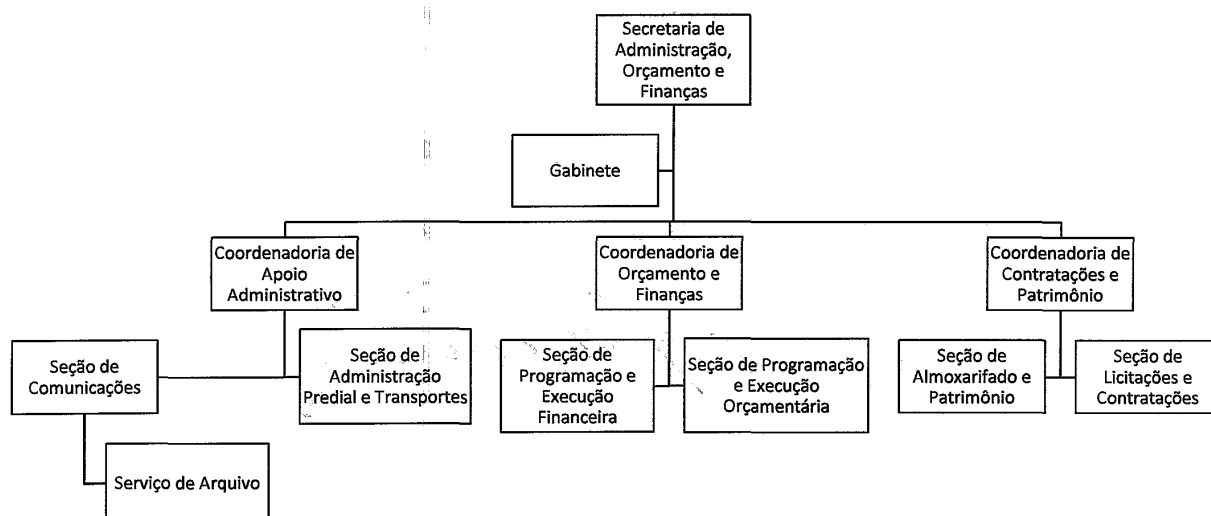 Secretaria de
Administração,
Orçamento e
Finanças
Gabinete
Coordenadoria de
Apoio
Administrativo
Coordenadoria de
Orçamento e
Finanças
Coordenadoria de
Contratações e
Patrimônio
Seção de
Comunicações
Seção de
Administração
Predial e Transportes
Seção de
Programação e
Execução
Financeira
Seção de Programação
e Execução
Orçamentária
Seção de
Almoxarifado e
Patrimônio
Seção de
Licitações e
Contratações
Serviço de Arquivo